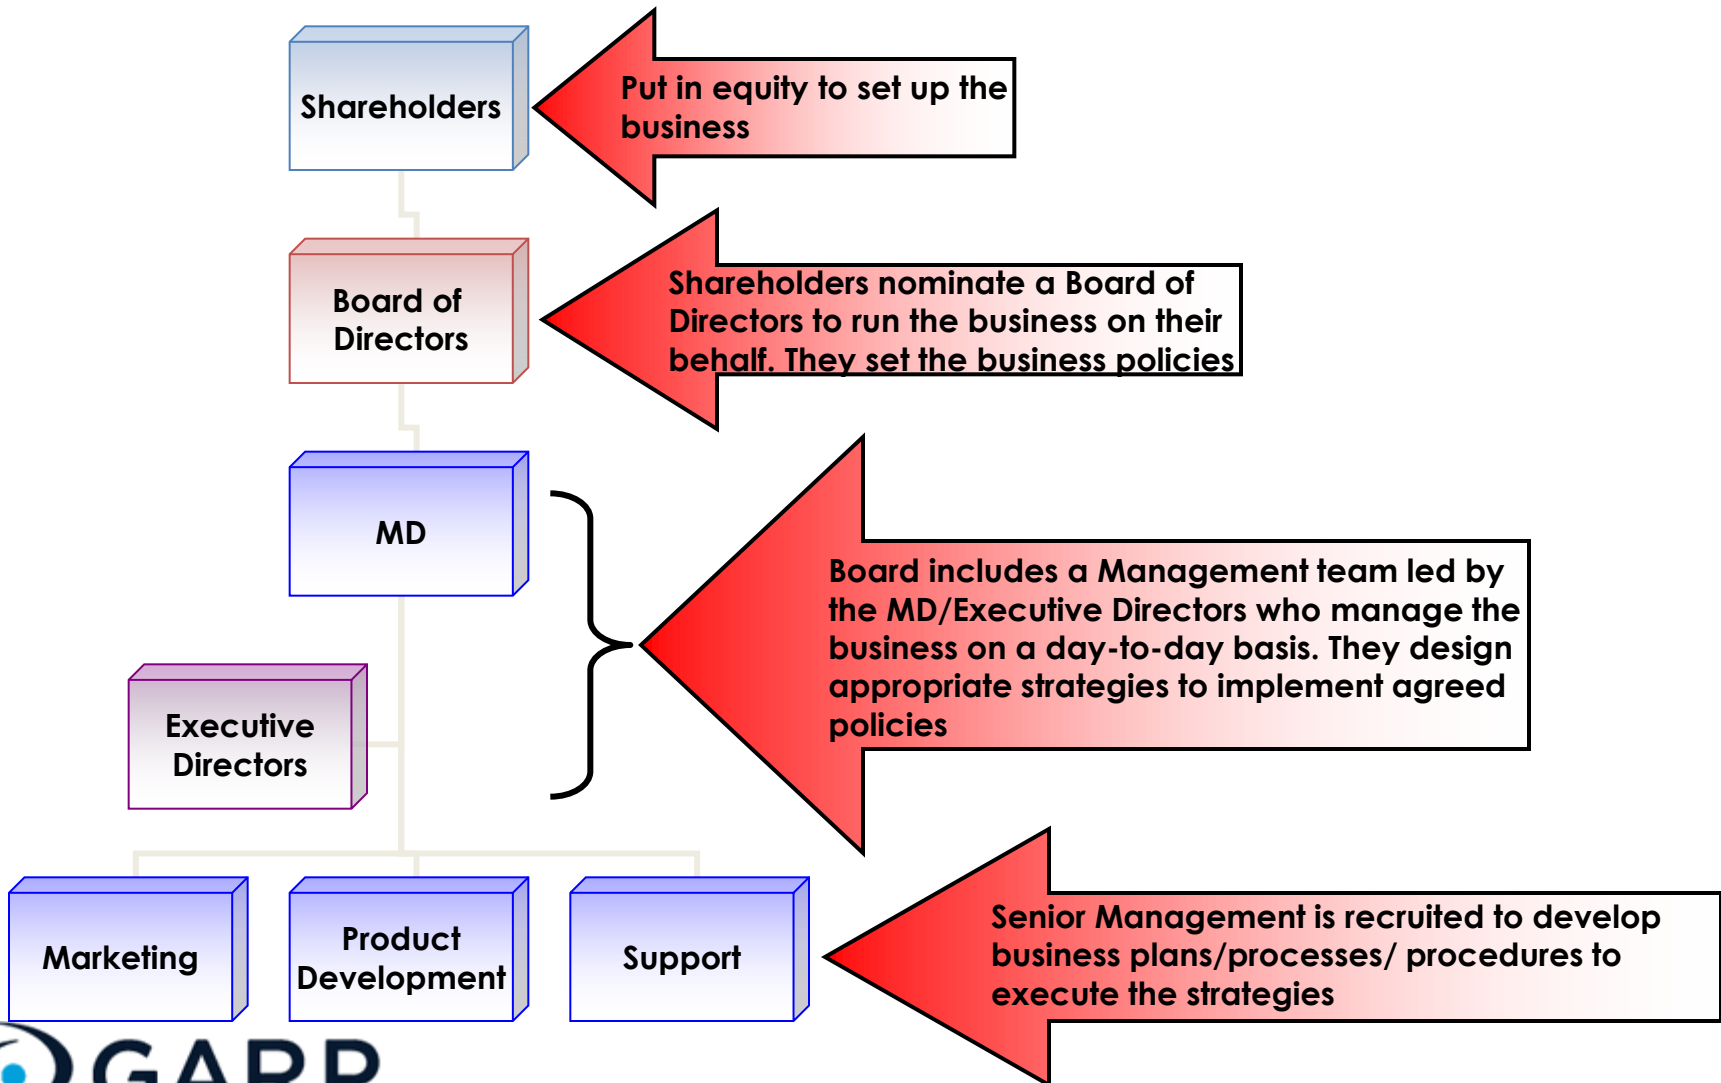 Shareholders
Put in equity to set up the
business
Board of
Directors
Shareholders nominate a Board of
Directors to run the business on their
behalf. They set the business policies
MD
Board includes a Management team led by
the MD/Executive Directors who manage the
business on a day-to-day basis. They design
appropriate strategies to implement agreed
policies
Executive
Directors
Marketing
Product
Development
Support
Senior Management is recruited to develop
business plans/processes/ procedures to
execute the strategies
GARP